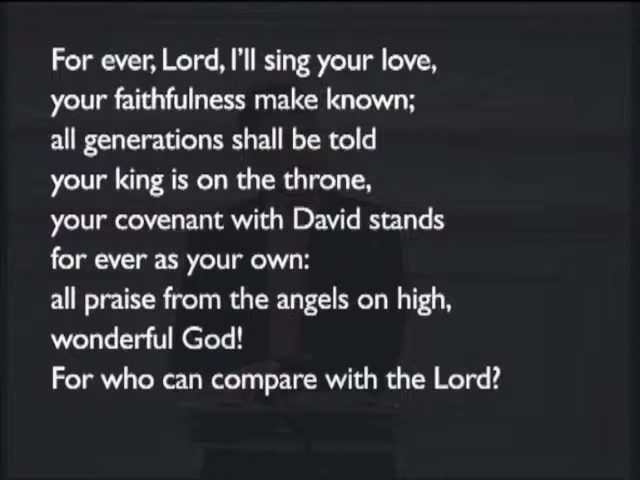 For ever, Lord, I'll sing your love,
your faithfulness make known;
all generations shall be told
your king is on the throne,
your covenant with David stands
for ever as your own:
all praise from the angels on high,
wonderful God!
For who can compare with the Lord?